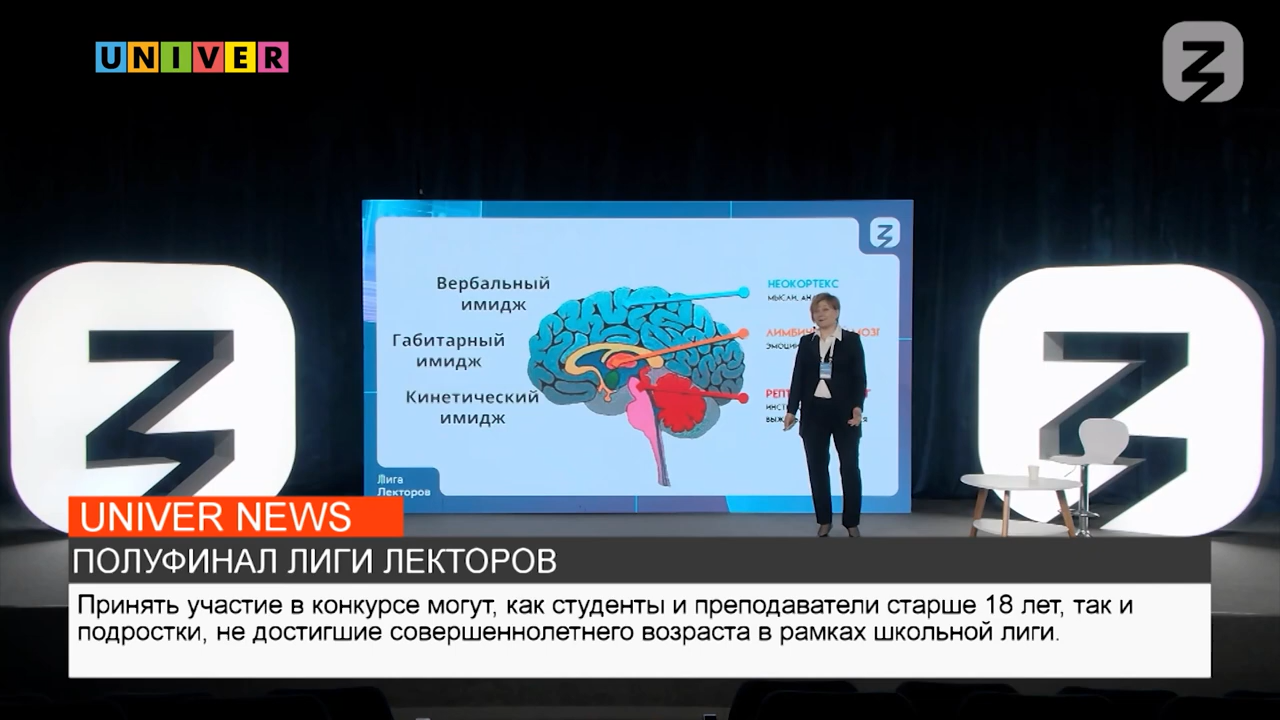 UNIVER
Вербальный
имидж
Габитарный
имидж
Кинетический
имидж
НЕОКОРТЕКС
МЫСЛИ,
Лига
Лекторов
UNIVER NEWS
ПОЛУФИНАЛ ЛИГИ ЛЕКТОРОВ
Принять участие в конкурсе могут, как студенты и преподаватели старше 18 лет, так и
подростки, не достигшие совершеннолетнего возраста в рамках школьной лиги.